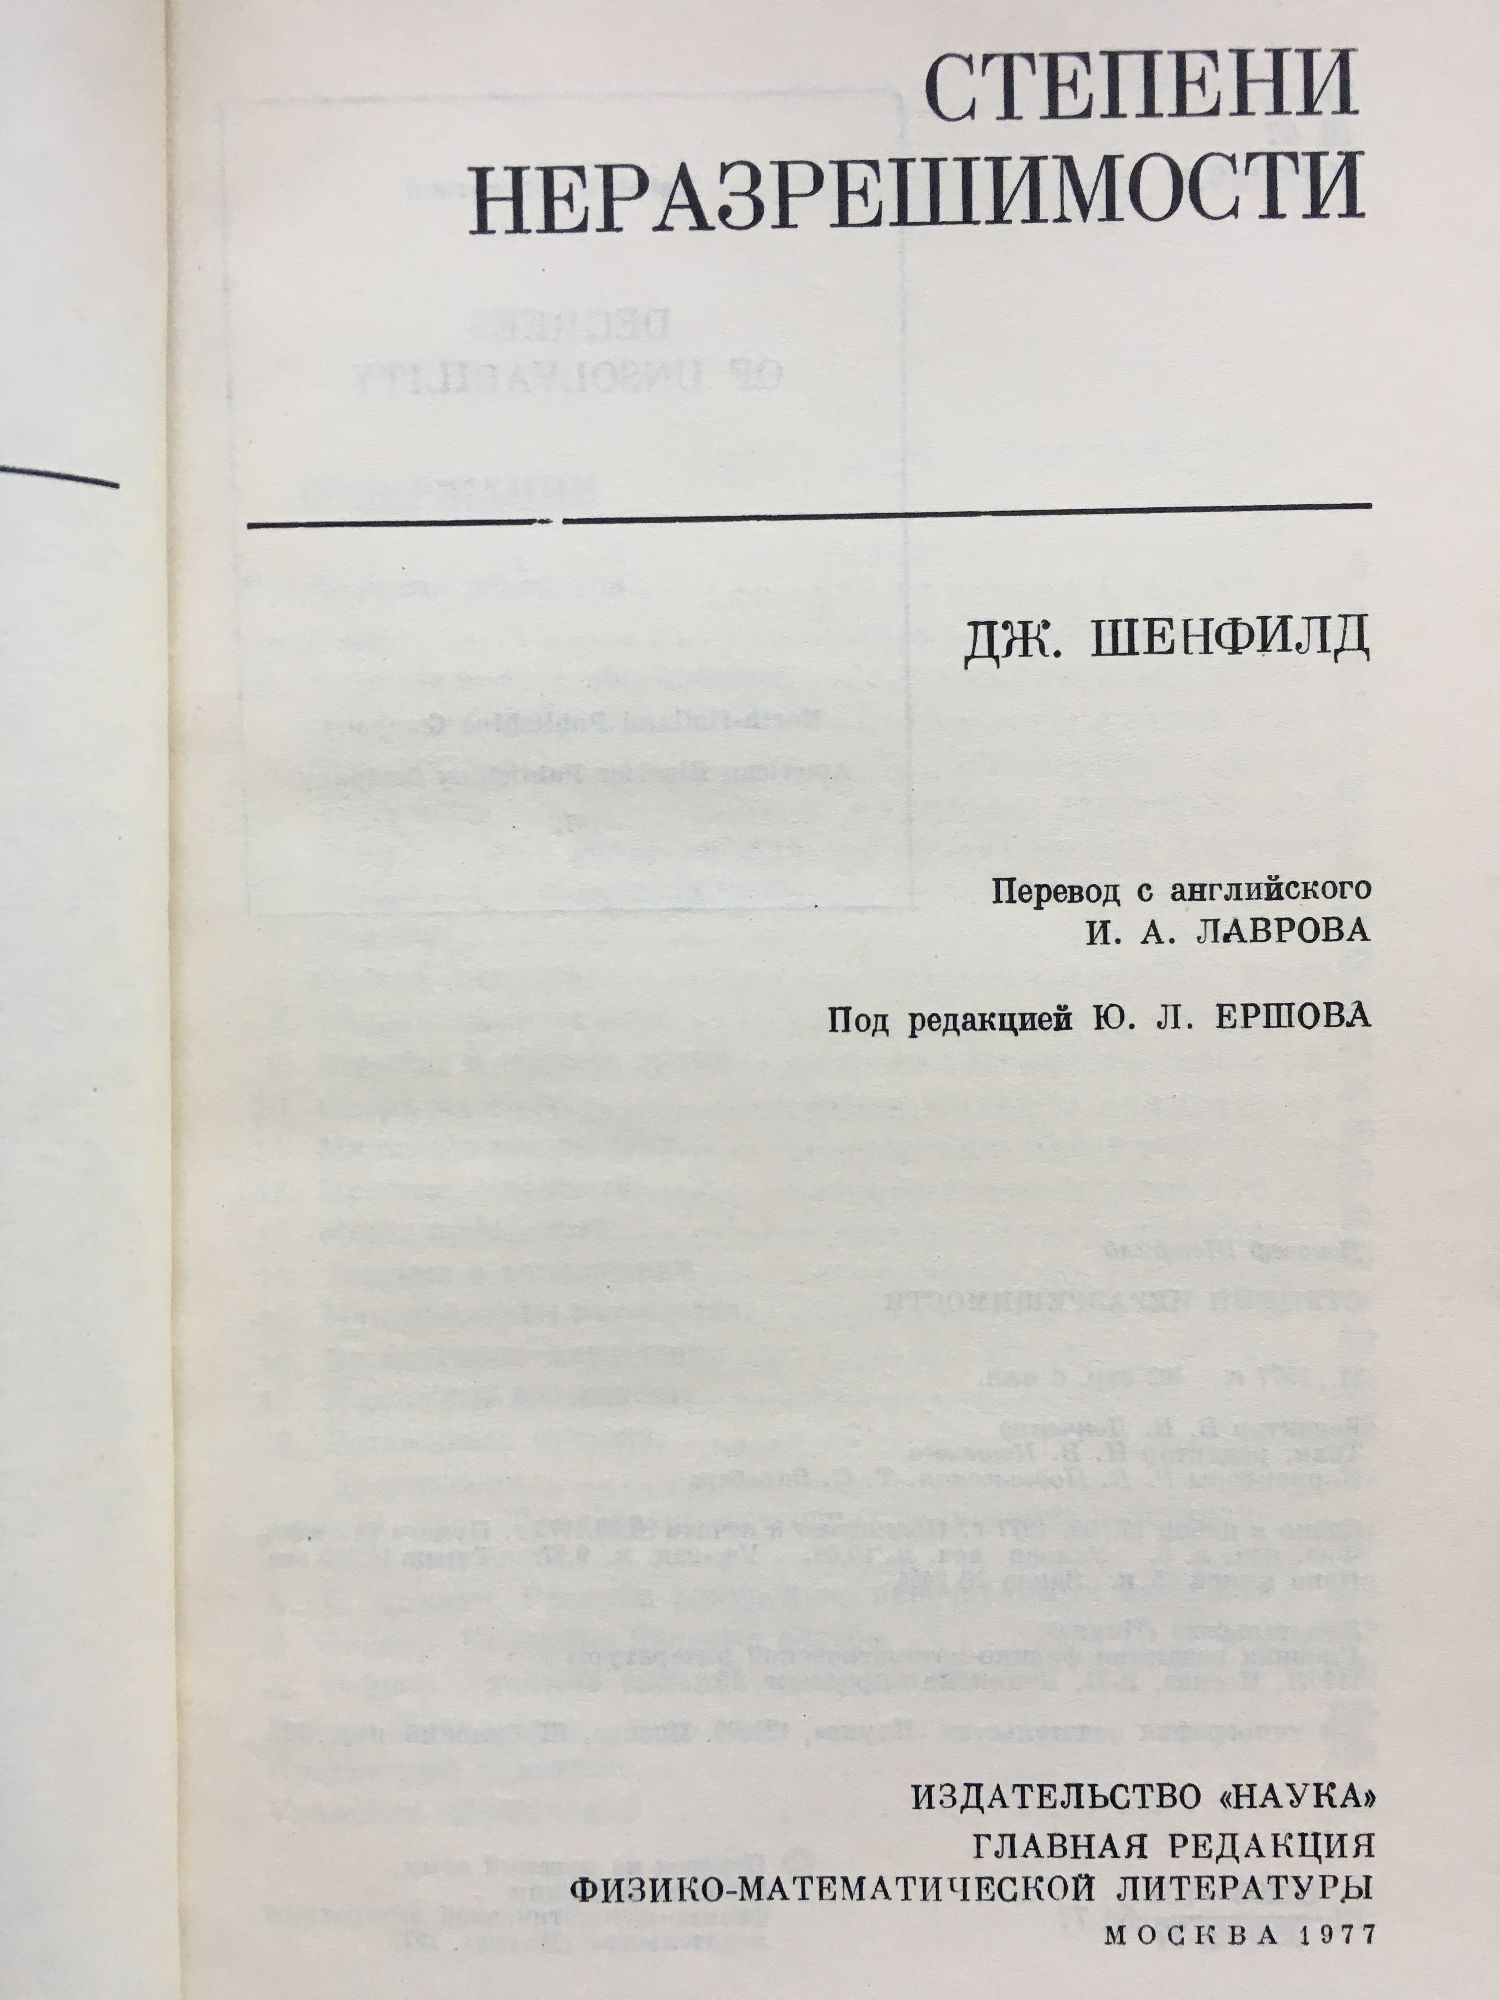 СТЕПЕНИ
НЕРАЗРЕШИМОСТИ
ДЖ. ШЕНФИЛД
Перевод с английского
И. А. ЛАВРОВА
Под редакцией Ю. Л. ЕРШОВА
ИЗДАТЕЛЬСТВО «НАУКА»
ГЛАВНАЯ РЕДАКЦИЯ
ФИЗИКО-МАТЕМАТИЧЕСКОЙ ЛИТЕРАТУРЫ
МОСКВА 1977